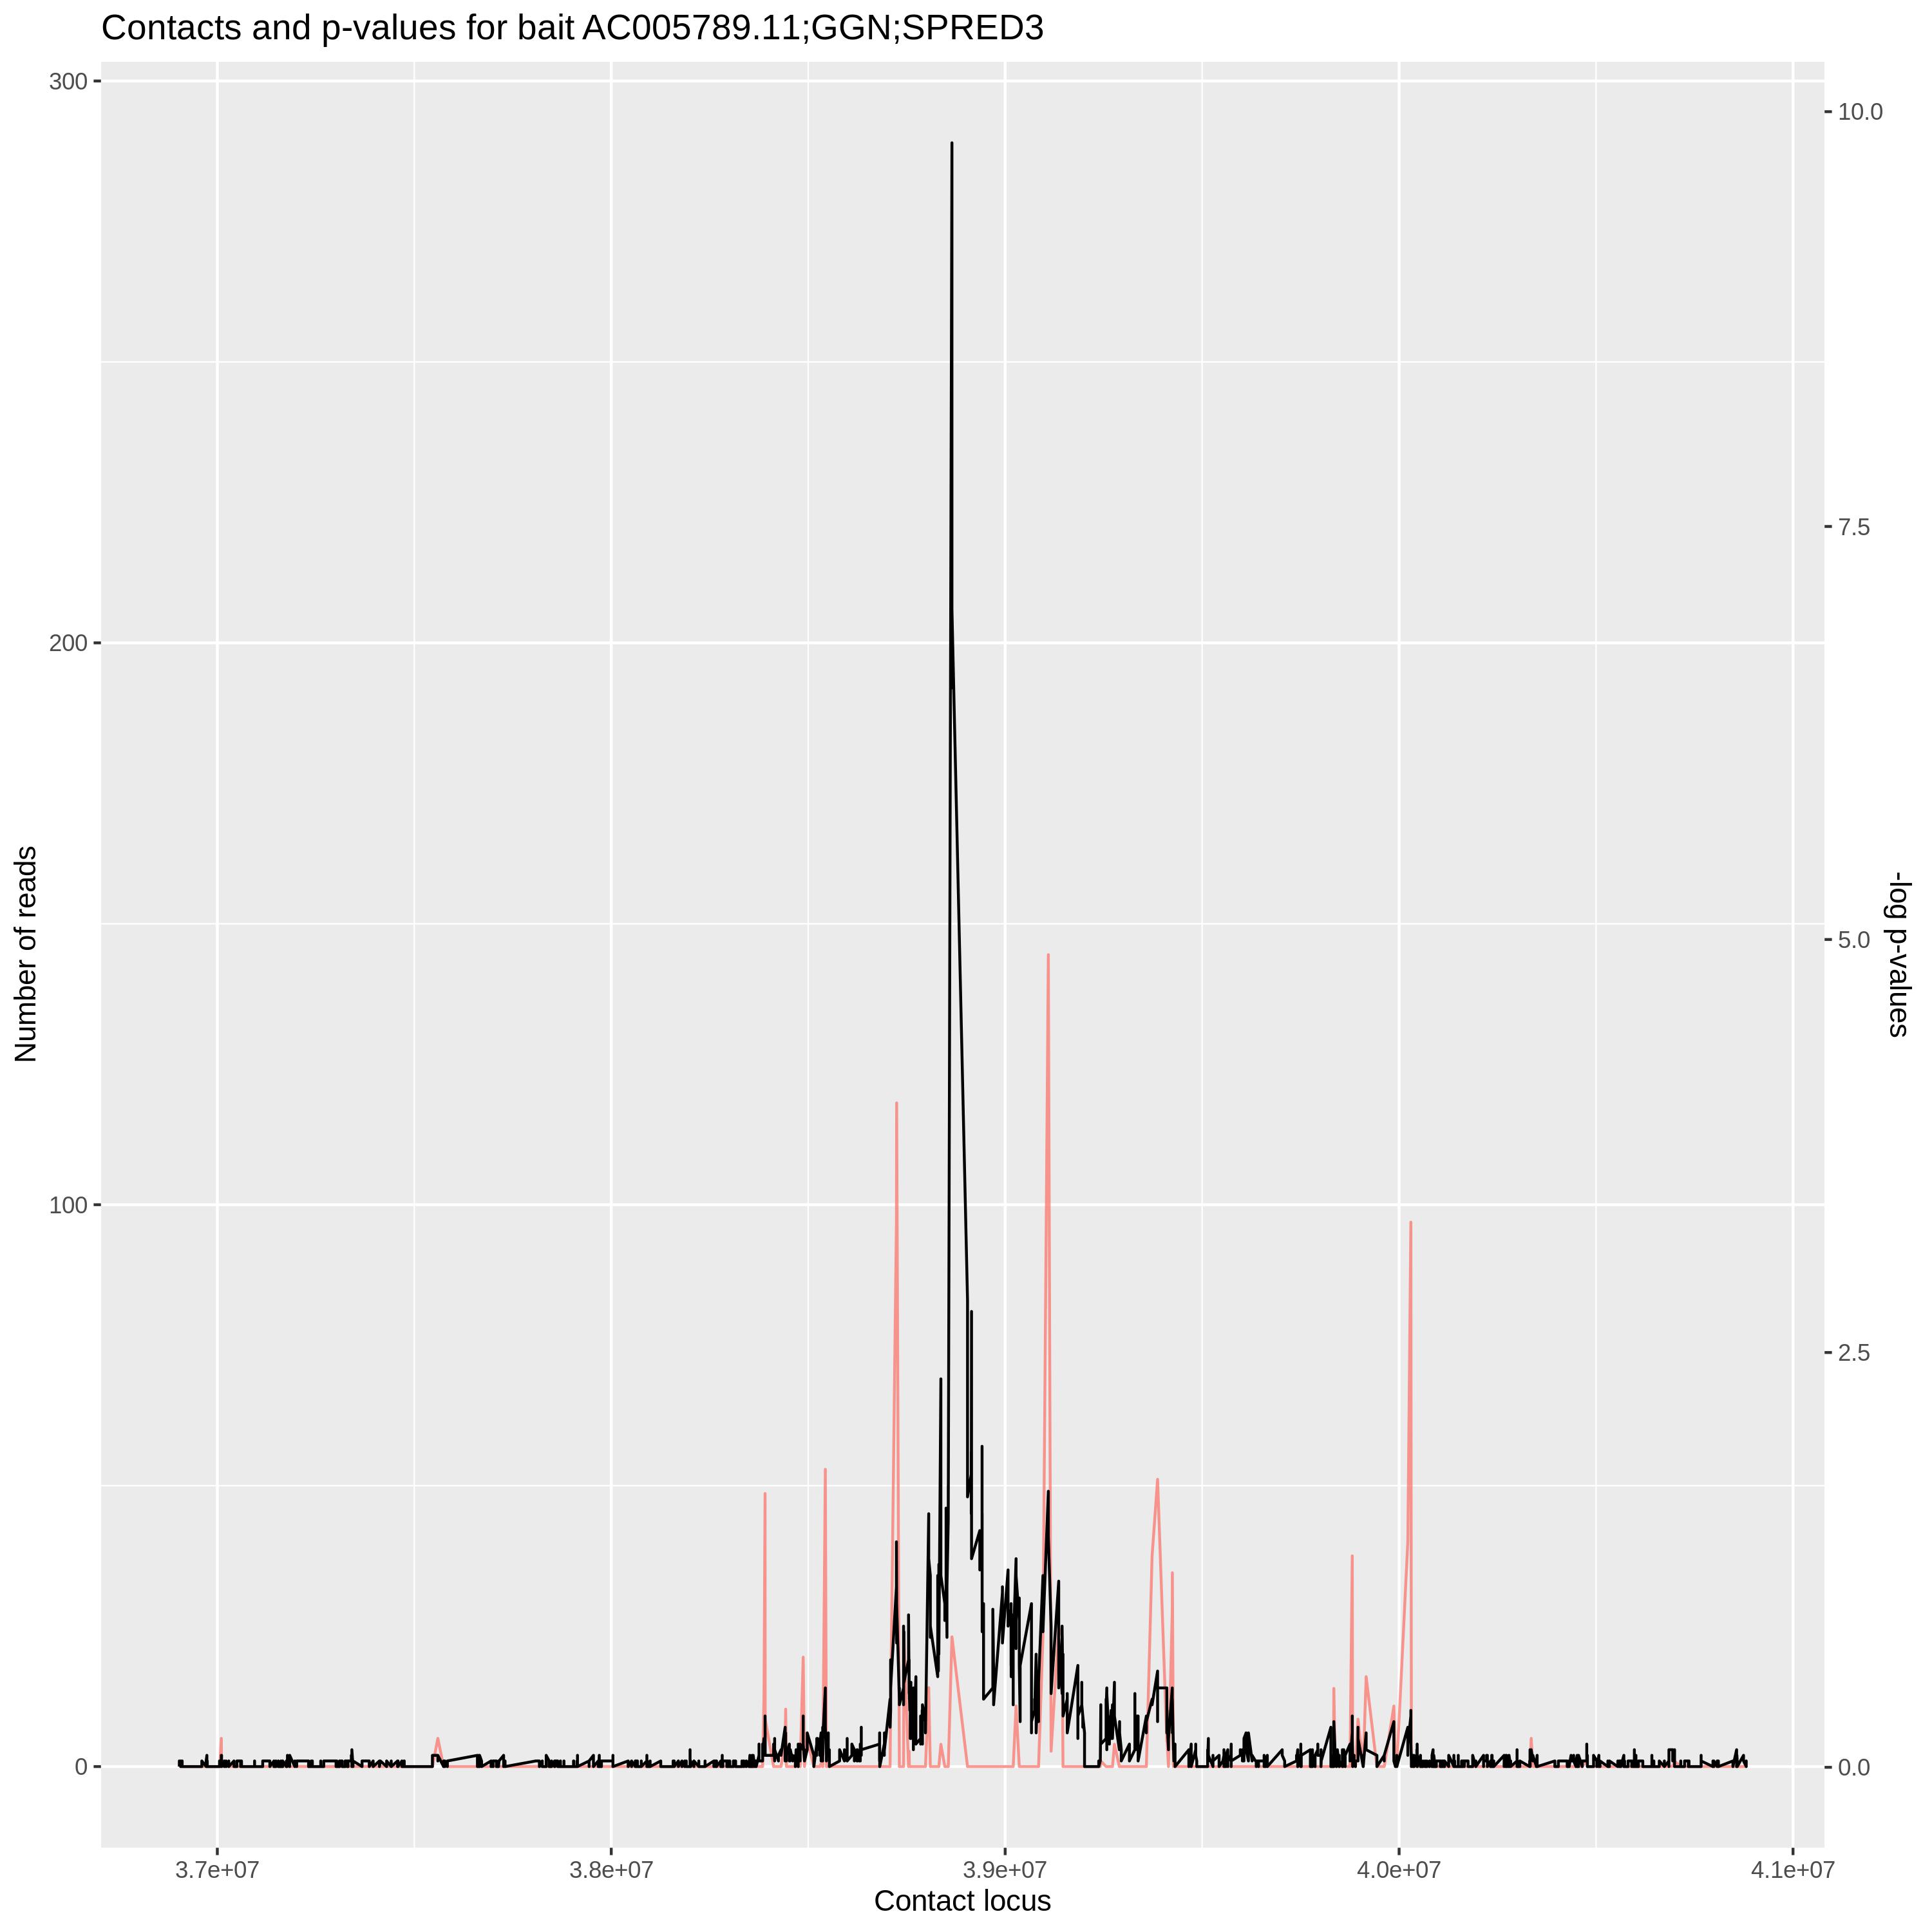 Contacts and p-values for bait AC005789.11;GGN;SPRED3
300
200
100
0
Number of reads
10.0
7.5
5.0
2.5
0.0
-log p-values
3.7e+07 3.8e+07 3.9e+07 4.0e+07 4.1e+07
Contact locus